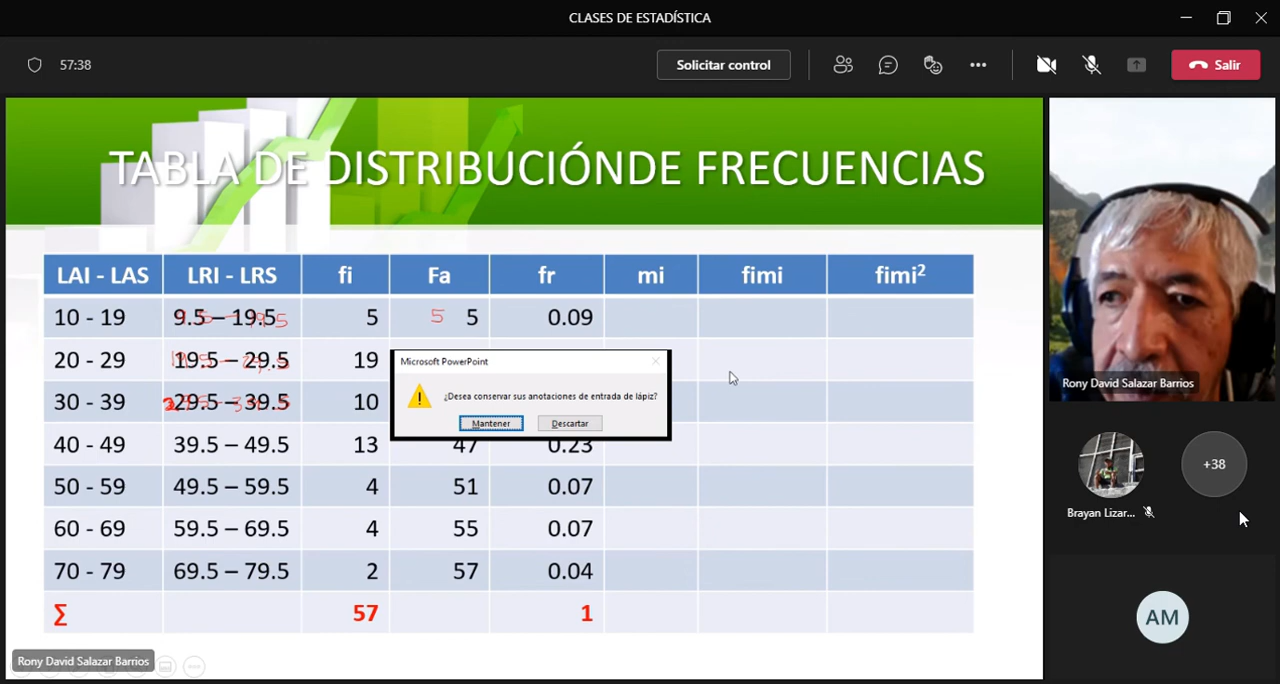 CLASES DE ESTADÍSTICA
57:38
Solicitar control
Salir
TABLA DE DISTRIBUCIÓNDE FRECUENCIAS
LAI - LAS LRI - LRS fi Fa fr mi fimi fimi²
10 - 19 9.5 – 19.5 5 5 5 0.09
20 - 29 19.5 – 29.5 19
30 - 39 29.5 – 39.5 10
40 - 49 39.5 – 49.5 13 47 0.23
50 - 59 49.5 – 59.5 4 51 0.07
60 - 69 59.5 – 69.5 4 55 0.07
70 - 79 69.5 – 79.5 2 57 0.04
Σ 57 1
Microsoft PowerPoint
¿Desea conservar sus anotaciones de entrada de lápiz?
Mantener Descartar
Rony David Salazar Barrios
Rony David Salazar Barrios
Brayan Lizar...
+38
AM